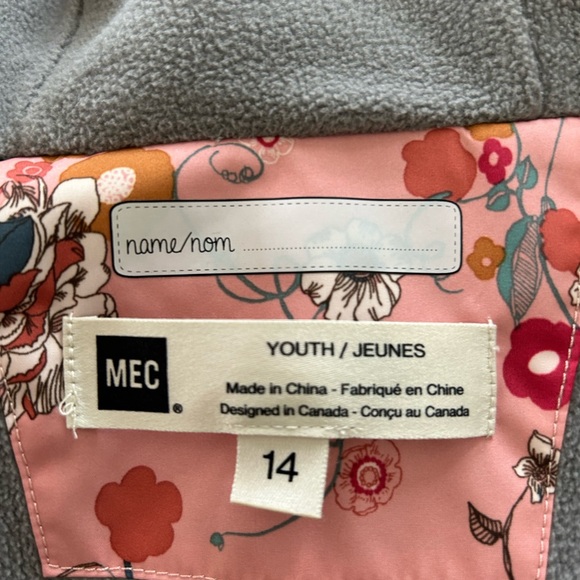 name/nom
MEC ®
YOUTH / JEUNES
Made in China - Fabriqué en Chine
Designed in Canada - Conçu au Canada
14